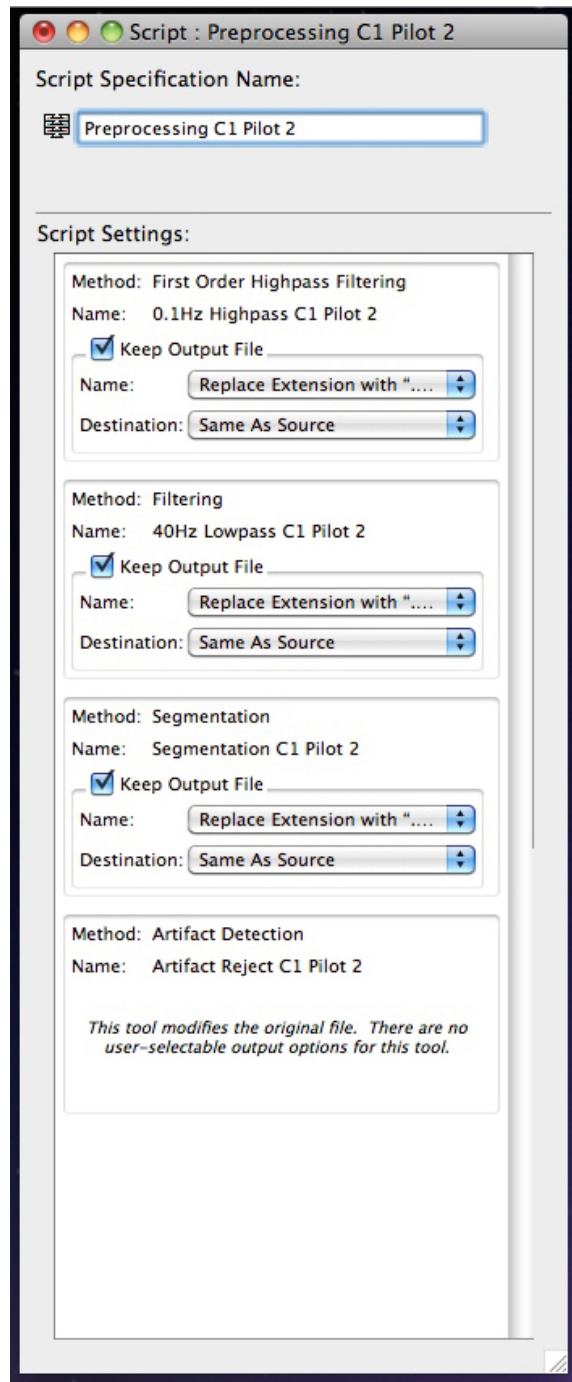 Script : Preprocessing C1 Pilot 2
Script Specification Name:
Preprocessing C1 Pilot 2
Script Settings:
Method: First Order Highpass Filtering
Name: 0.1Hz Highpass C1 Pilot 2
Keep Output File
Name: Replace Extension with “....
Destination: Same As Source
Method: Filtering
Name: 40Hz Lowpass C1 Pilot 2
Keep Output File
Name: Replace Extension with “....
Destination: Same As Source
Method: Segmentation
Name: Segmentation C1 Pilot 2
Keep Output File
Name: Replace Extension with “....
Destination: Same As Source
Method: Artifact Detection
Name: Artifact Reject C1 Pilot 2
This tool modifies the original file. There are no
user-selectable output options for this tool.